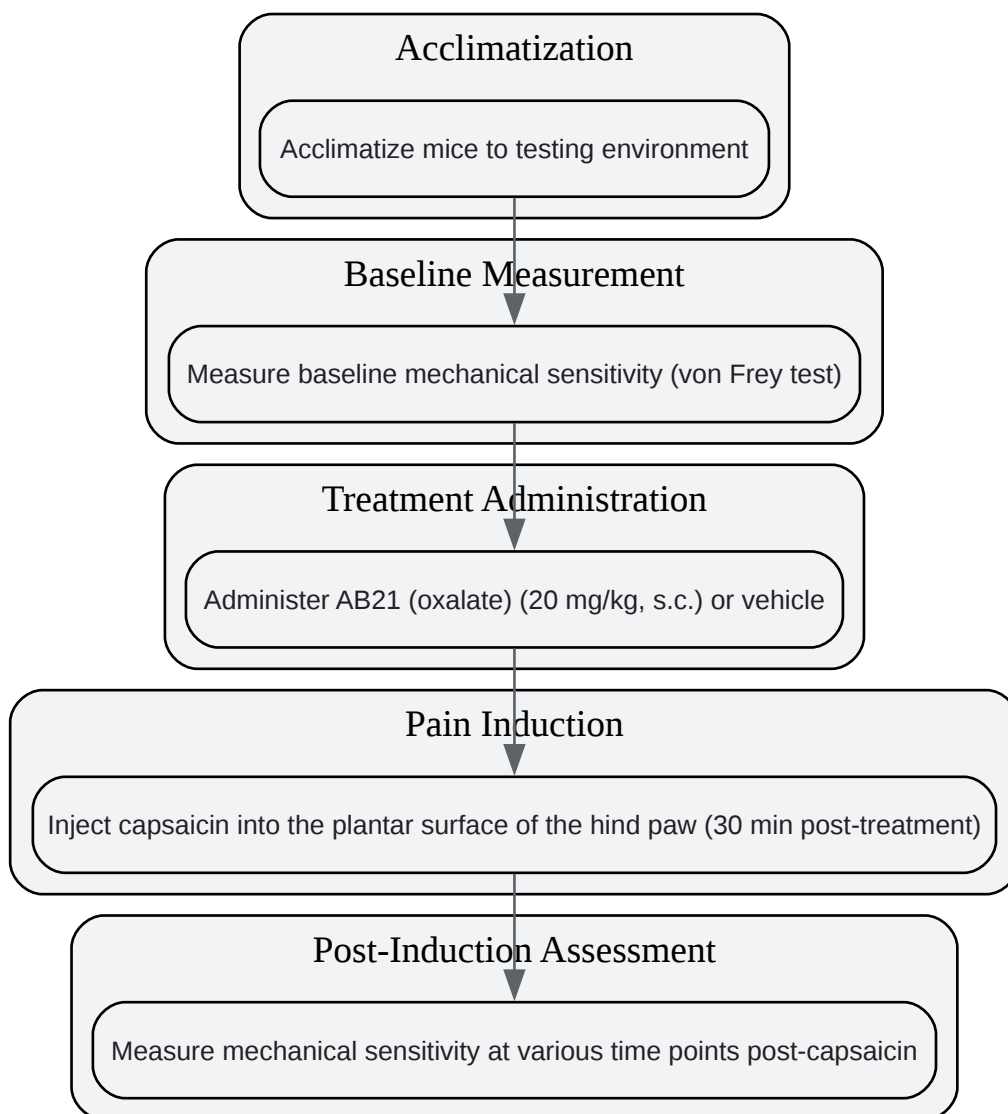 Acclimatization
Acclimatize mice to testing environment
Baseline Measurement
Measure baseline mechanical sensitivity (von Frey test)
Treatment Administration
Administer AB21 (oxalate) (20 mg/kg, s.c.) or vehicle
Pain Induction
Inject capsaicin into the plantar surface of the hind paw (30 min post-treatment)
Post-Induction Assessment
Measure mechanical sensitivity at various time points post-capsaicin